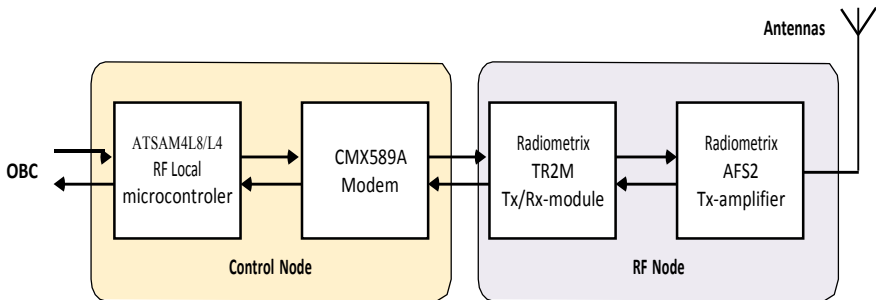 Antennas
OBC
ATSAM4L8/L4
RF Local
microcontroler
CMX589A
Modem
Radiometrix
TR2M
Tx/Rx-module
Radiometrix
AFS2
Tx-amplifier
Control Node
RF Node